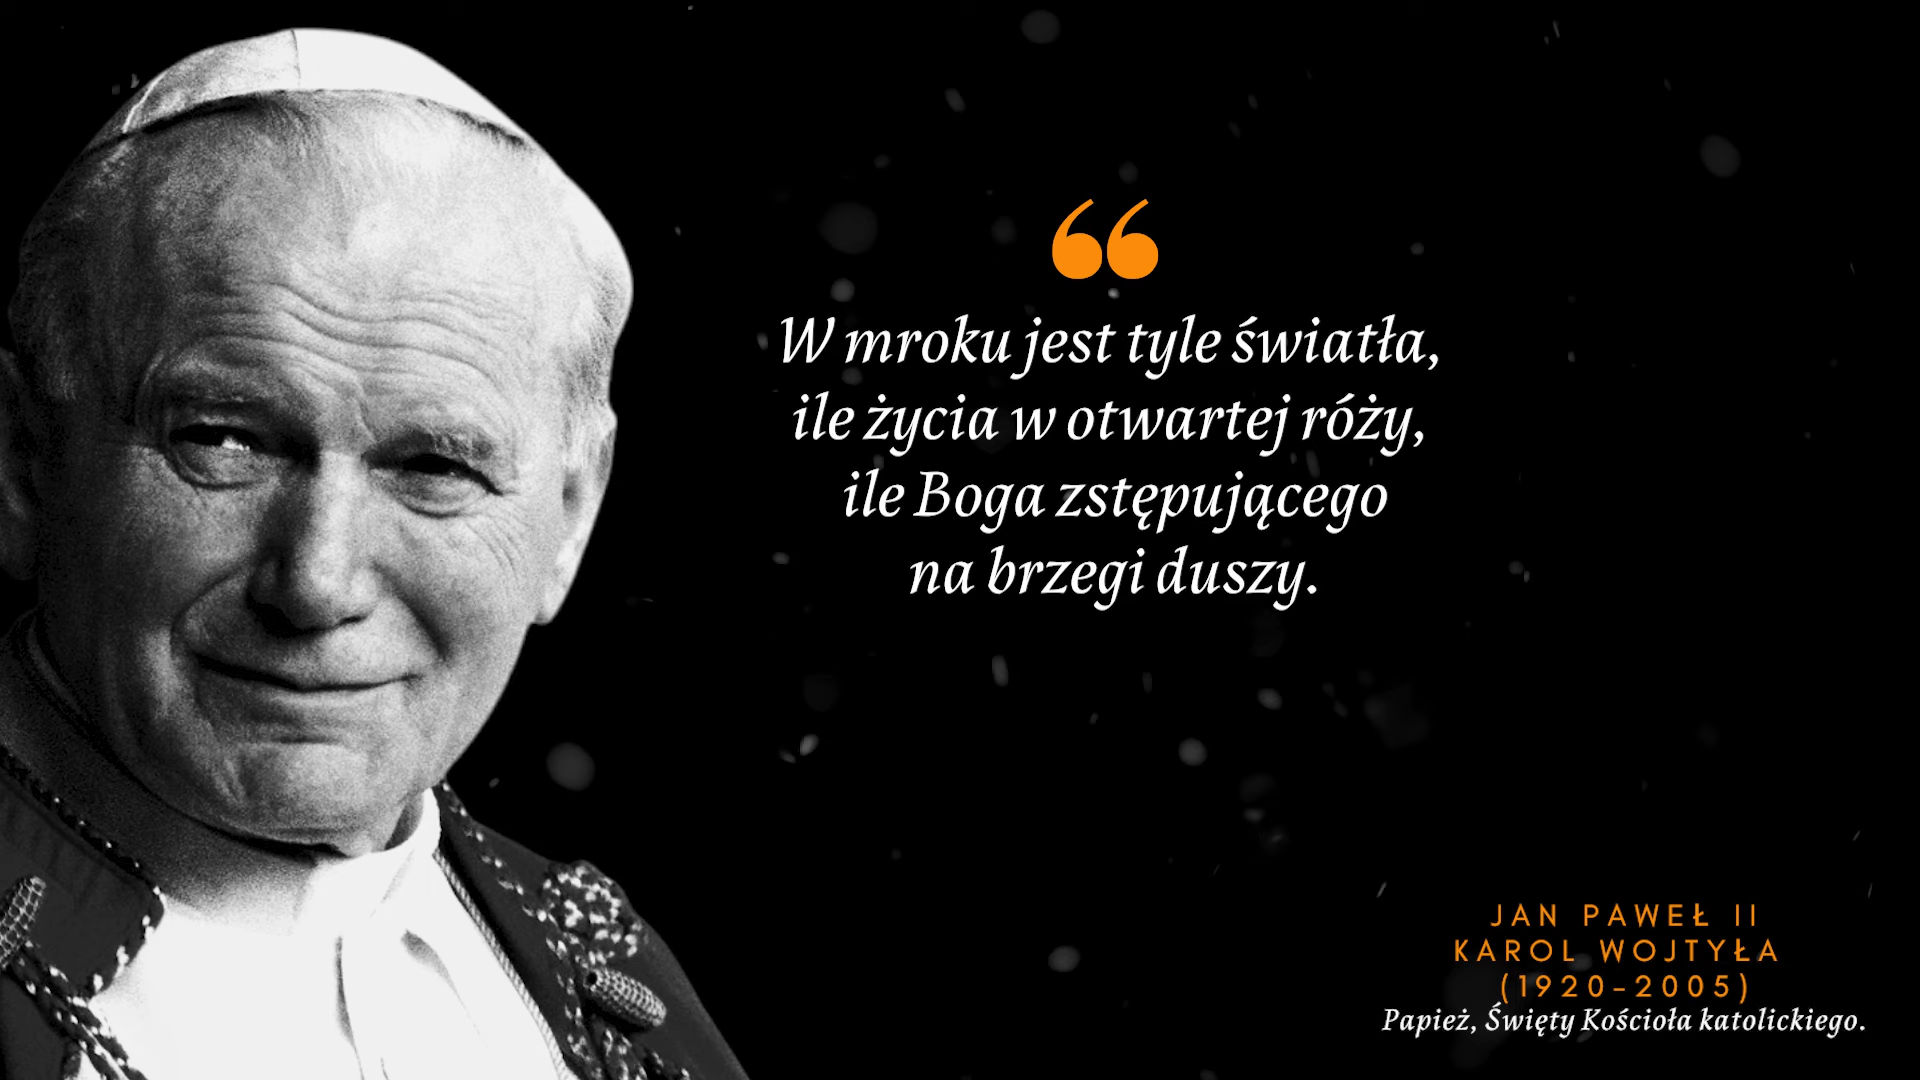 “
W mroku jest tyle światła,
ile życia w otwartej róży,
ile Boga zstępującego
na brzegi duszy.
JAN PAWEŁ II
KAROL WOJTYŁA
(1920–2005)
Papież, Święty Kościoła katolickiego.